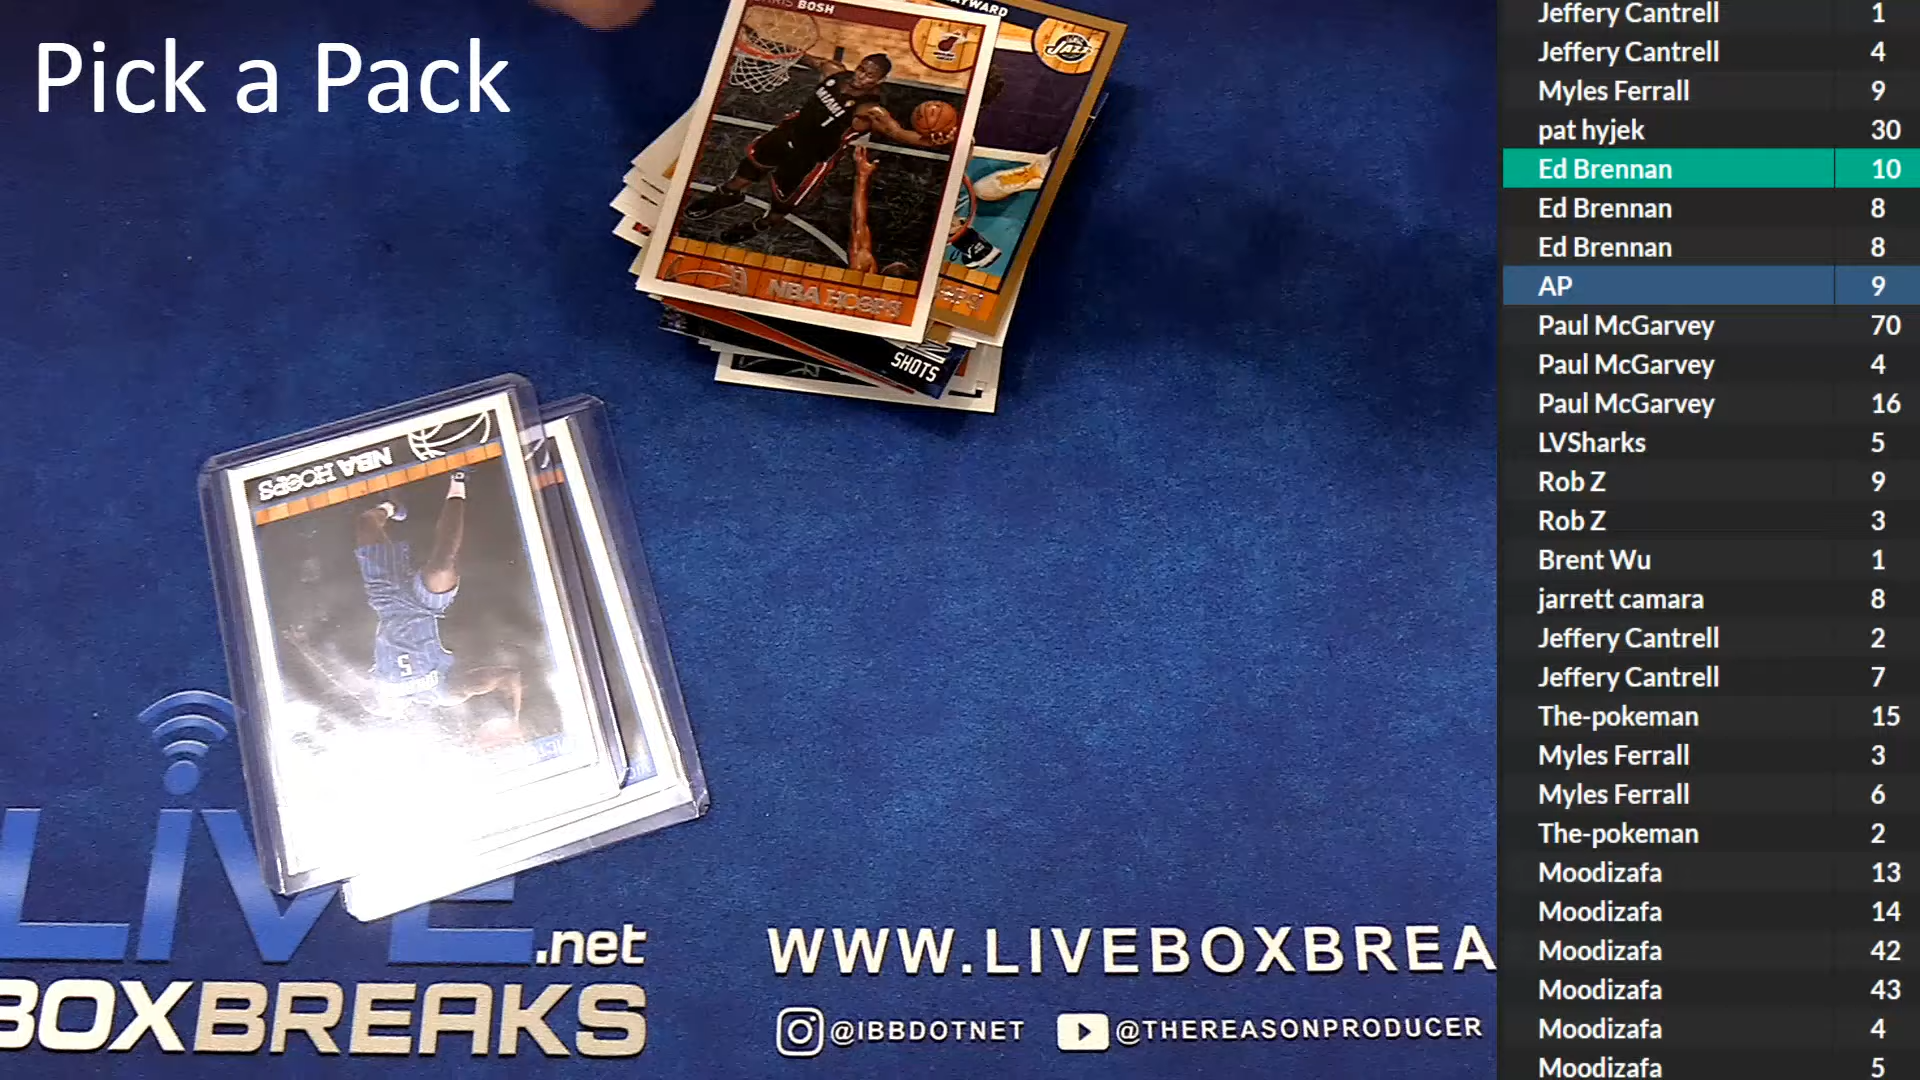 Pick a Pack
BOSH
MIAMI
1
NBA HOOPS
JAZZ
SHOTS
NBA HOOPS
5
LiVE.net
BOXBREAKS
WWW.LIVEBOXBREA
@IBBDOTNET
@THEREASONPRODUCER
Jeffery Cantrell 1
Jeffery Cantrell 4
Myles Ferrall 9
pat hyjek 30
Ed Brennan 10
Ed Brennan 8
Ed Brennan 8
AP 9
Paul McGarvey 70
Paul McGarvey 4
Paul McGarvey 16
LVSharks 5
Rob Z 9
Rob Z 3
Brent Wu 1
jarrett camara 8
Jeffery Cantrell 2
Jeffery Cantrell 7
The-pokeman 15
Myles Ferrall 3
Myles Ferrall 6
The-pokeman 2
Moodizafa 13
Moodizafa 14
Moodizafa 42
Moodizafa 43
Moodizafa 4
Moodizafa 5